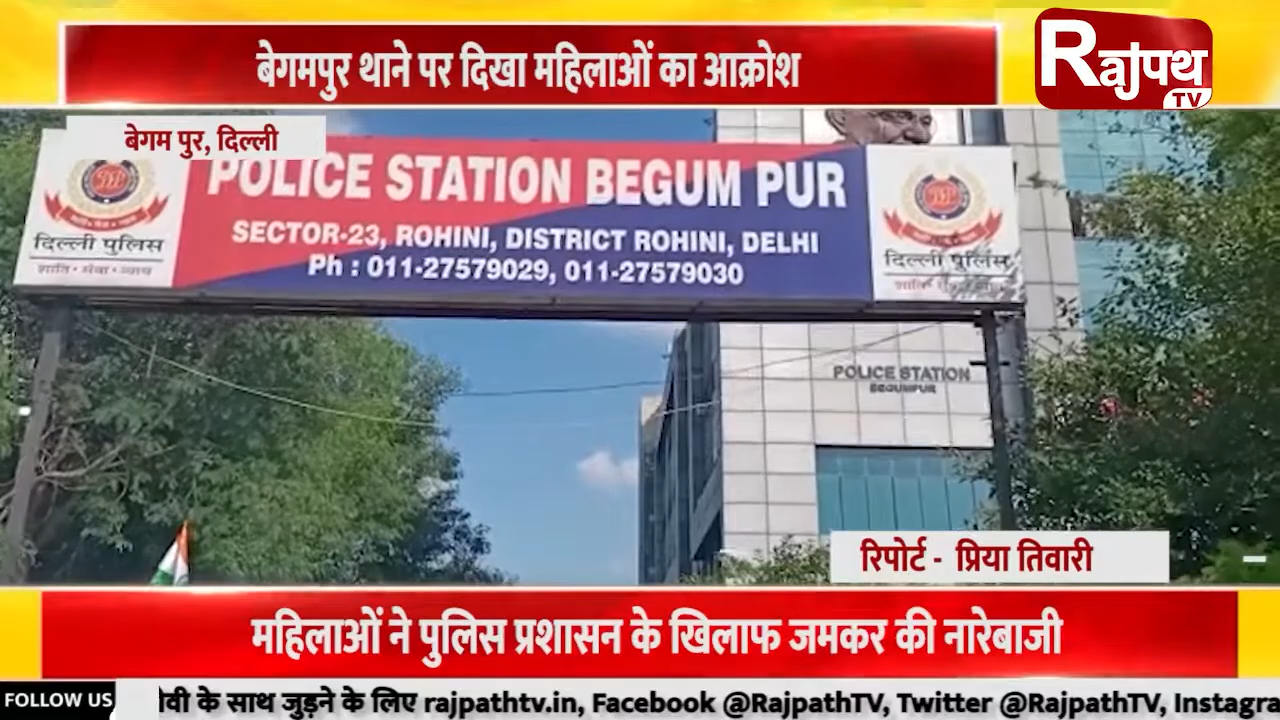 बेगमपुर थाने पर दिखा महिलाओं का आक्रोश
Rajपथ
TV
बेगम पुर, दिल्ली
POLICE STATION BEGUM PUR
SECTOR-23, ROHINI, DISTRICT ROHINI, DELHI
Ph : 011-27579029, 011-27579030
दिल्ली पुलिस
शांति • सेवा • न्याय
दिल्ली पुलिस
POLICE STATION
BEGUMPUR
रिपोर्ट - प्रिया तिवारी
महिलाओं ने पुलिस प्रशासन के खिलाफ जमकर की नारेबाजी
FOLLOW US
वी के साथ जुड़ने के लिए rajpathtv.in, Facebook @RajpathTV, Twitter @RajpathTV, Instagra